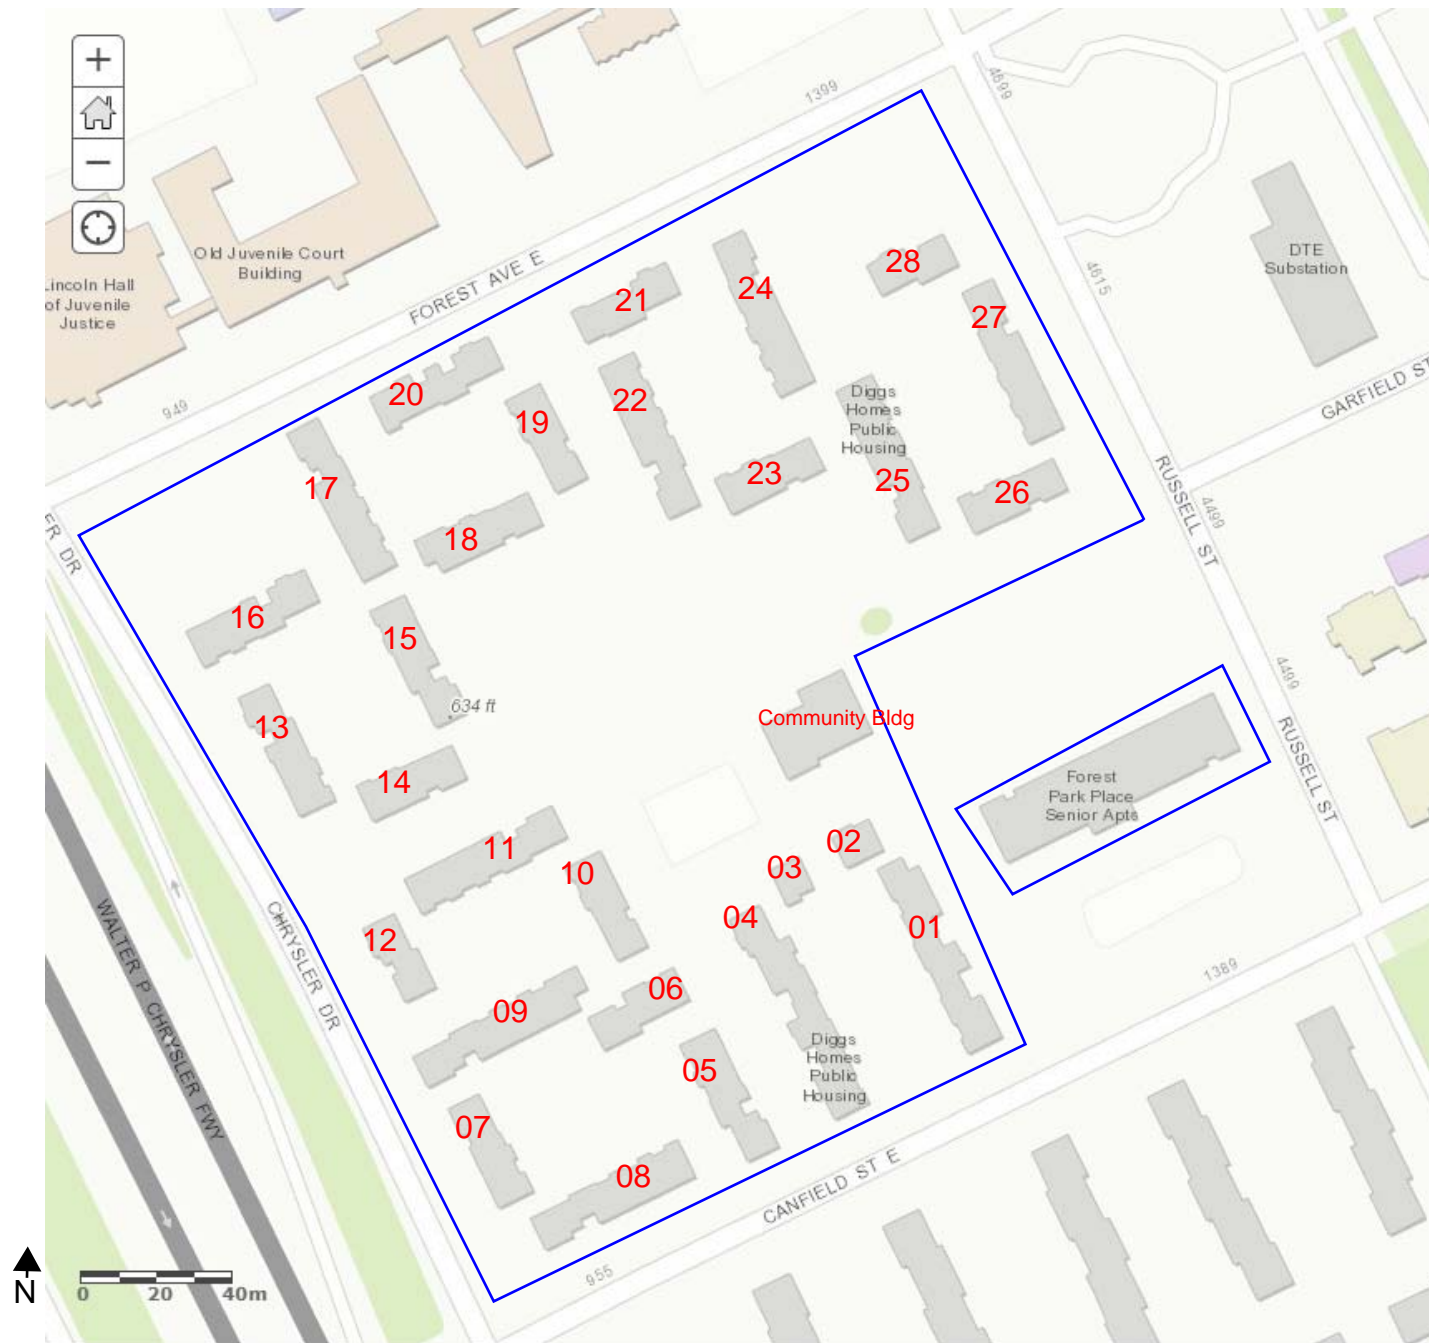 +
−
1399
4699
Old Juvenile Court
Building
Lincoln Hall
of Juvenile
Justice
DTE
Substation
4615
FOREST AVE E
28
24
21
27
20
22
19
Diggs
Homes
Public
Housing
GARFIELD ST
949
17
23
25
26
RUSSELL ST
4499
18
ER DR
16
15
634 ft
13
Community Bldg
4499
RUSSELL ST
14
Forest
Park Place
Senior Apts
11
02
10
03
04
01
12
CHRYSLER DR
WALTER P CHRYSLER FWY
1389
06
09
Diggs
Homes
Public
Housing
05
07
08
CANFIELD ST E
955
N
0 20 40m